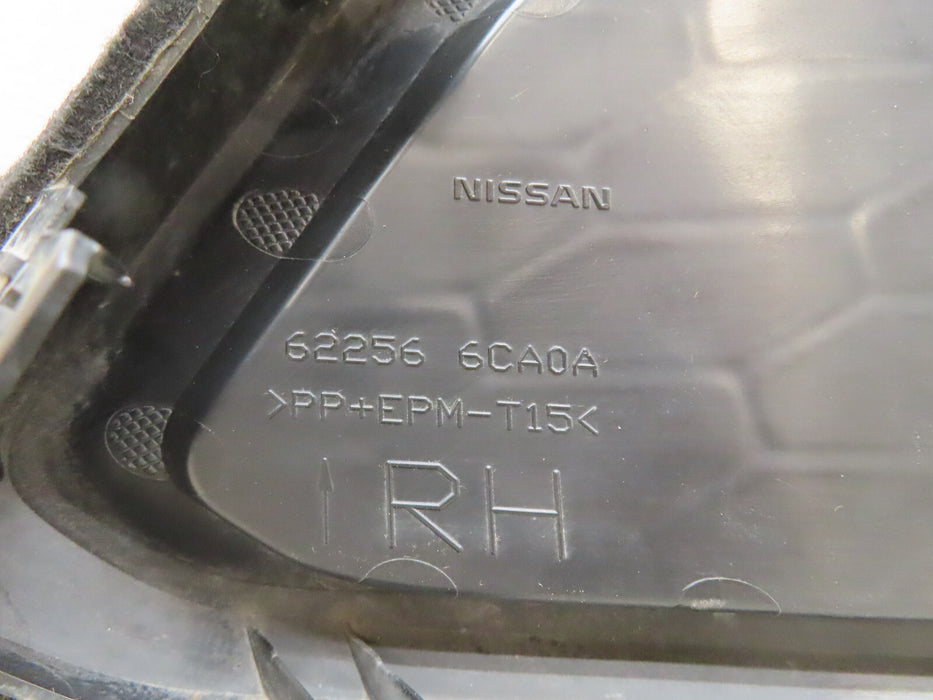 NISSAN
62256 6CA0A
>PP+EPM-T15<
↑ RH